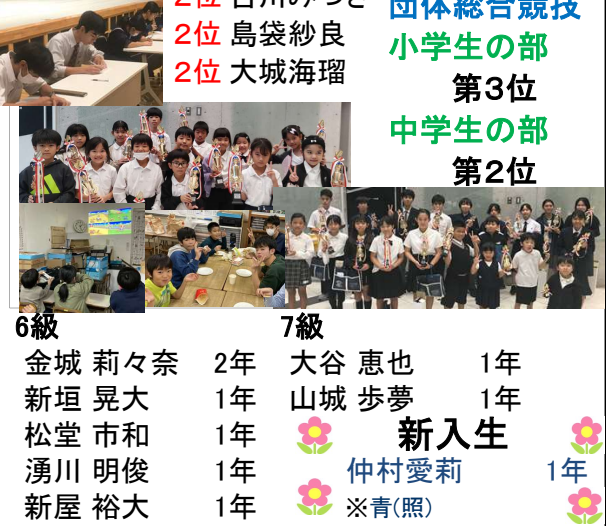 2位
2位 島袋紗良
2位 大城海瑠
団体総合競技
小学生の部
第3位
中学生の部
第2位
6級
金城 莉々奈 2年
新垣 晃大 1年
松堂 市和 1年
湧川 明俊 1年
新屋 裕大 1年
7級
大谷 恵也 1年
山城 歩夢 1年
新入生
仲村愛莉 1年
※青(照)